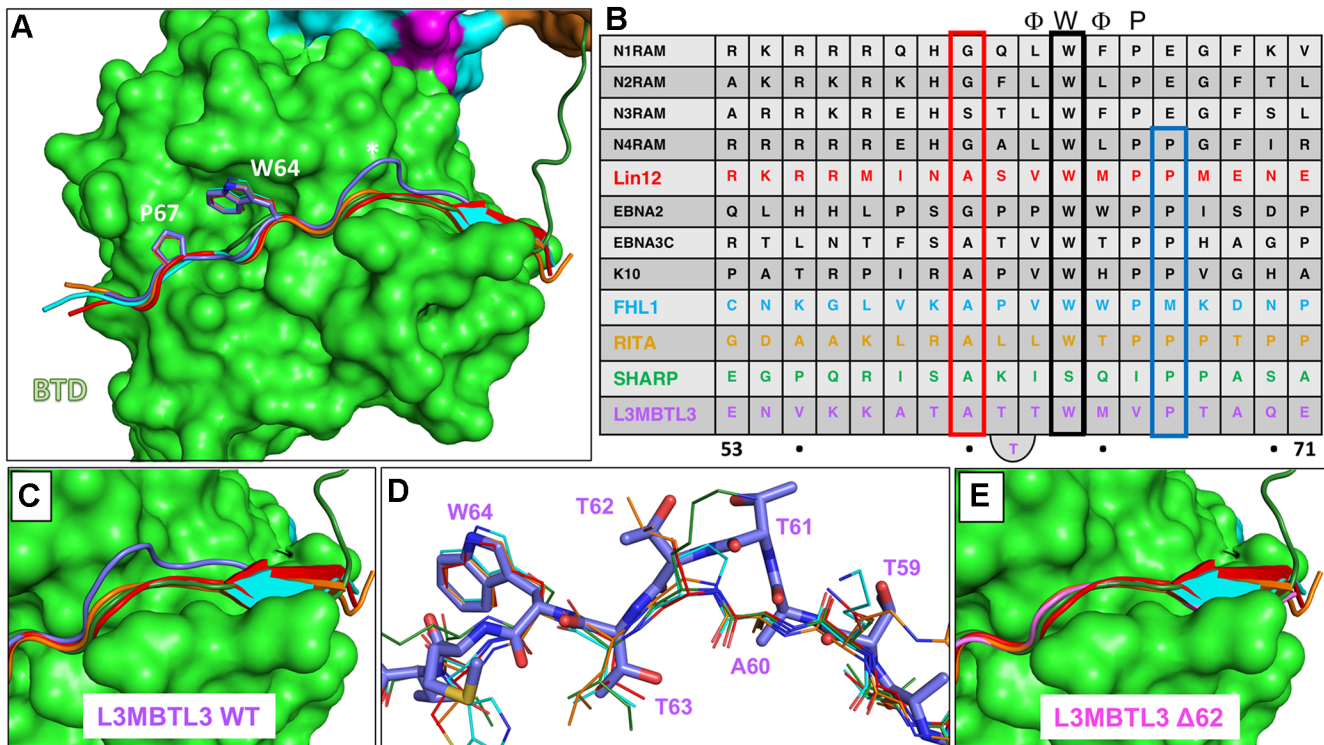 A
W64
*
P67
BTD
B
Φ W Φ P
N1RAM R K R R R Q H G Q L W F P E G F K V
N2RAM A K R K R K H G F L W L P E G F T L
N3RAM A R R K R E H S T L W F P E G F S L
N4RAM R R R R R E H G A L W L P P G F I R
Lin12 R K R R M I N A S V W M P P M E N E
EBNA2 Q L H H L P S G P P W W P P I S D P
EBNA3C R T L N T F S A T V W T P P H A G P
K10 P A T R P I R A P V W H P P V G H A
FHL1 C N K G L V K A P V W W P M K D N P
RITA G D A A K L R A L L W T P P P T P P
SHARP E G P Q R I S A K I S Q I P P A S A
L3MBTL3 E N V K K A T A T T W M V P T A Q E
53 • • T • • 71
C
L3MBTL3 WT
D
W64
T62
T61
T59
A60
T63
E
L3MBTL3 Δ62